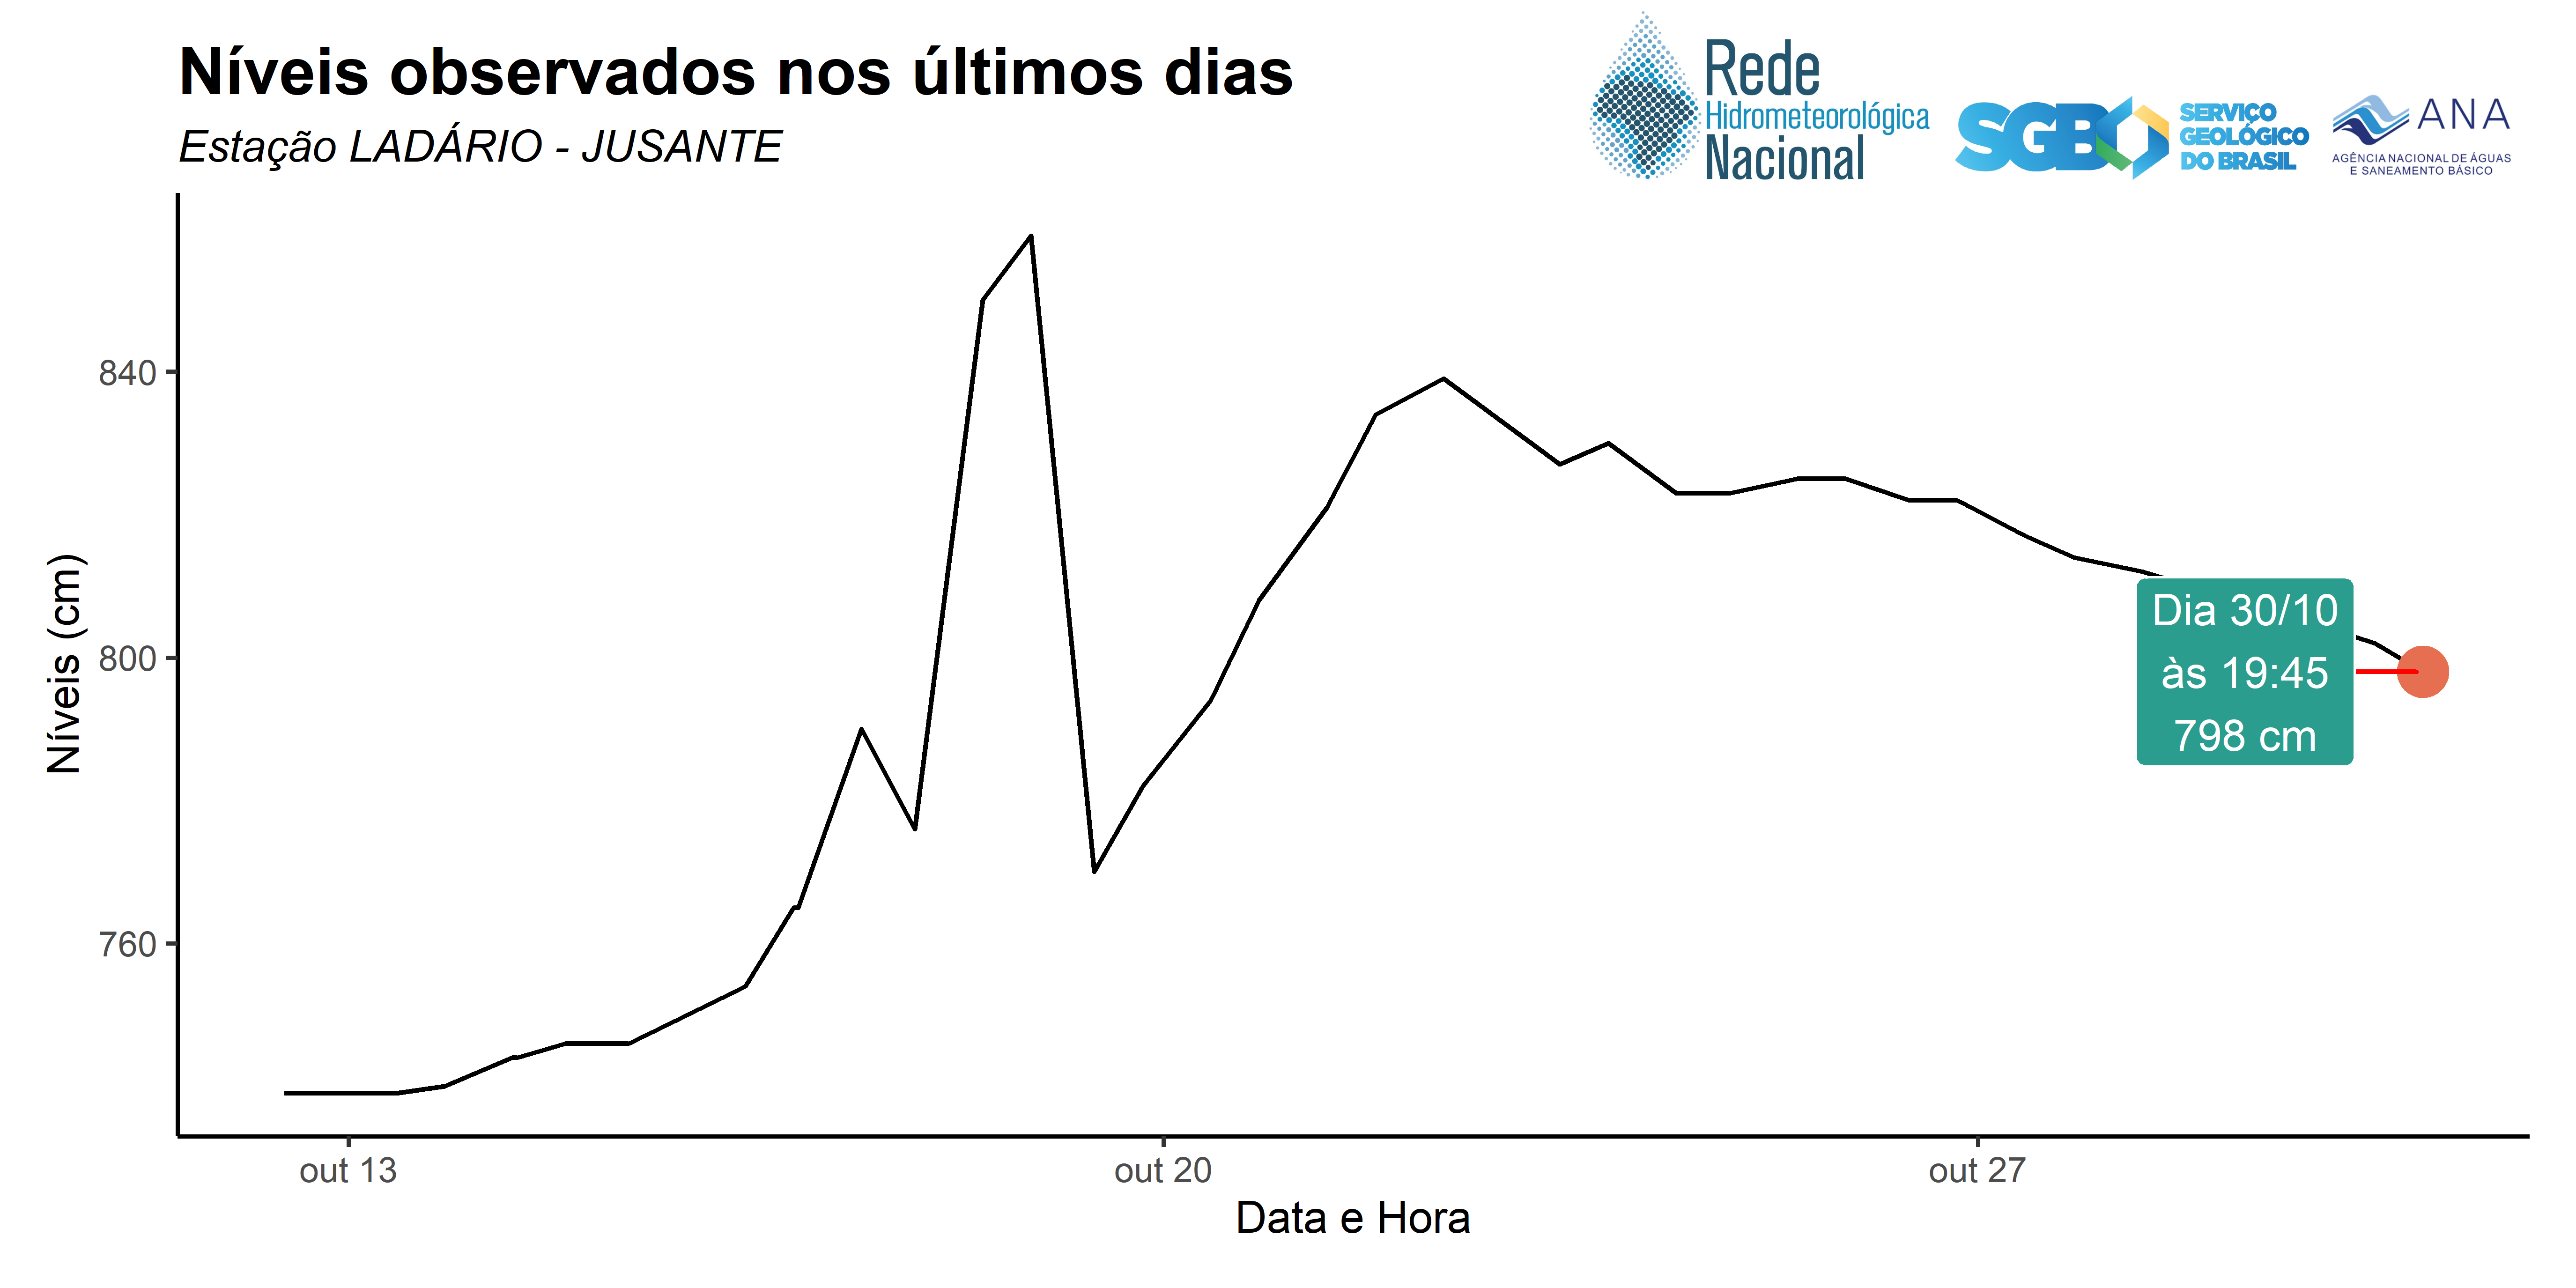 Níveis observados nos últimos dias
Estação LADÁRIO - JUSANTE
Rede
Hidrometeorológica
Nacional
SGB
SERVIÇO
GEOLÓGICO
DO BRASIL
ANA
AGÊNCIA NACIONAL DE ÁGUAS
E SANEAMENTO BÁSICO
Níveis (cm)
840
800
760
Dia 30/10
às 19:45
798 cm
out 13
out 20
out 27
Data e Hora